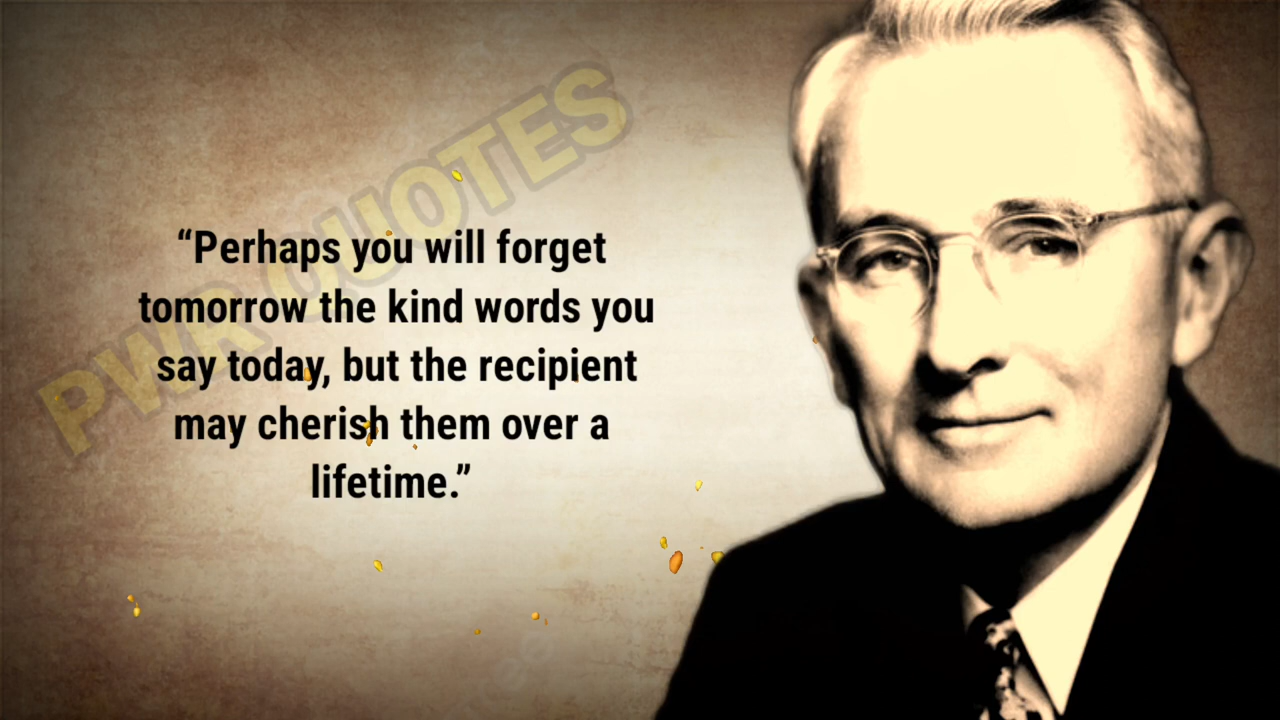 PWR QUOTES
“Perhaps you will forget
tomorrow the kind words you
say today, but the recipient
may cherish them over a
lifetime.”